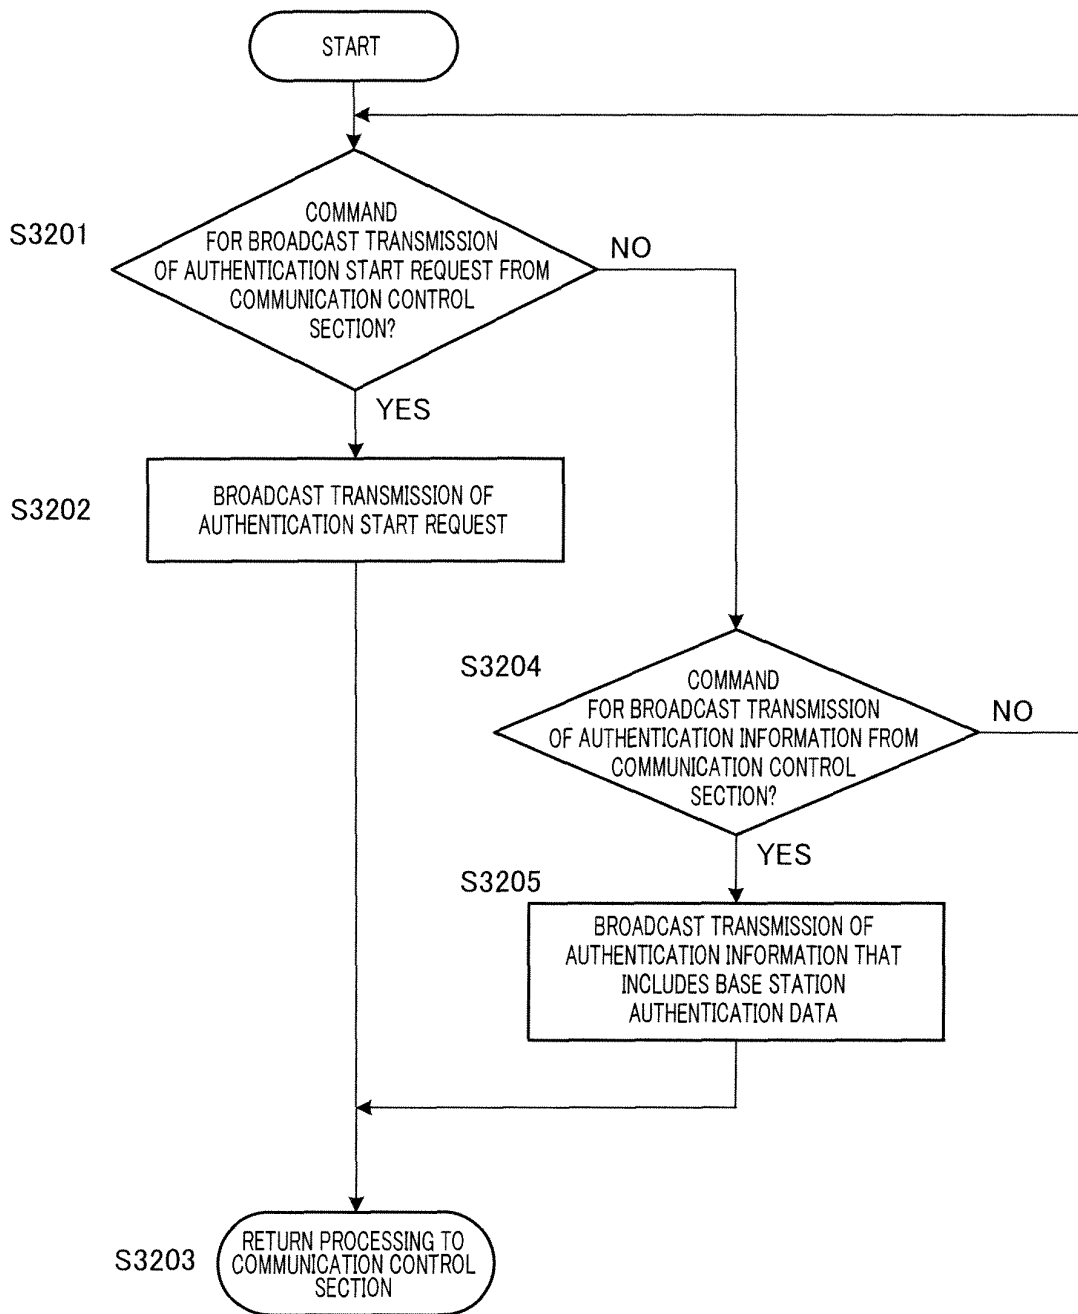 START
S3201
COMMAND
FOR BROADCAST TRANSMISSION
OF AUTHENTICATION START REQUEST FROM
COMMUNICATION CONTROL
SECTION?
NO
YES
S3202
BROADCAST TRANSMISSION OF
AUTHENTICATION START REQUEST
S3204
COMMAND
FOR BROADCAST TRANSMISSION
OF AUTHENTICATION INFORMATION FROM
COMMUNICATION CONTROL
SECTION?
NO
YES
S3205
BROADCAST TRANSMISSION OF
AUTHENTICATION INFORMATION THAT
INCLUDES BASE STATION
AUTHENTICATION DATA
S3203
RETURN PROCESSING TO
COMMUNICATION CONTROL
SECTION